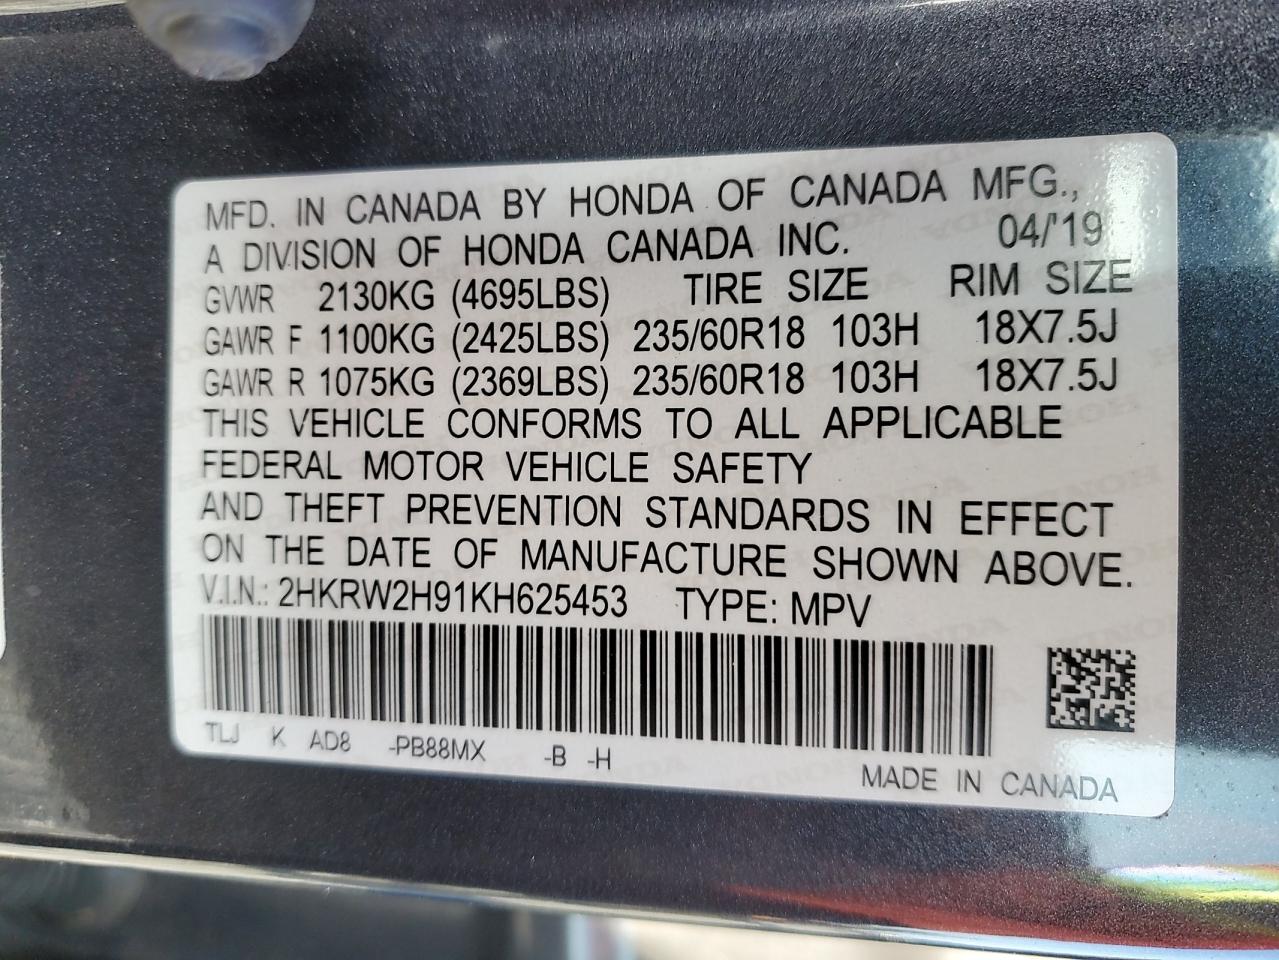 MFD. IN CANADA BY HONDA OF CANADA MFG.,
A DIVISION OF HONDA CANADA INC. 04/'19
GVWR 2130KG (4695LBS) TIRE SIZE RIM SIZE
GAWR F 1100KG (2425LBS) 235/60R18 103H 18X7.5J
GAWR R 1075KG (2369LBS) 235/60R18 103H 18X7.5J
THIS VEHICLE CONFORMS TO ALL APPLICABLE
FEDERAL MOTOR VEHICLE SAFETY
AND THEFT PREVENTION STANDARDS IN EFFECT
ON THE DATE OF MANUFACTURE SHOWN ABOVE.
V.I.N.: 2HKRW2H91KH625453 TYPE: MPV
TLJ K AD8 -PB88MX -B -H
MADE IN CANADA